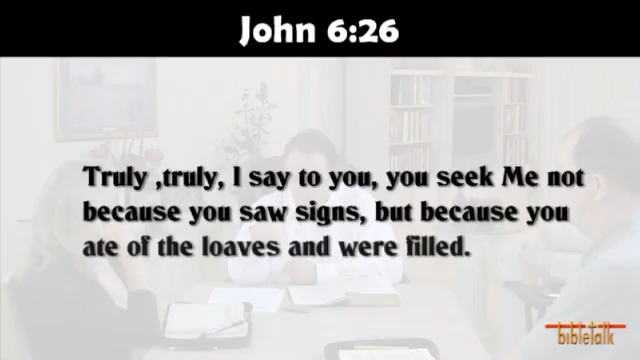 John 6:26
Truly ,truly, I say to you, you seek Me not
because you saw signs, but because you
ate of the loaves and were filled.
bibletalk